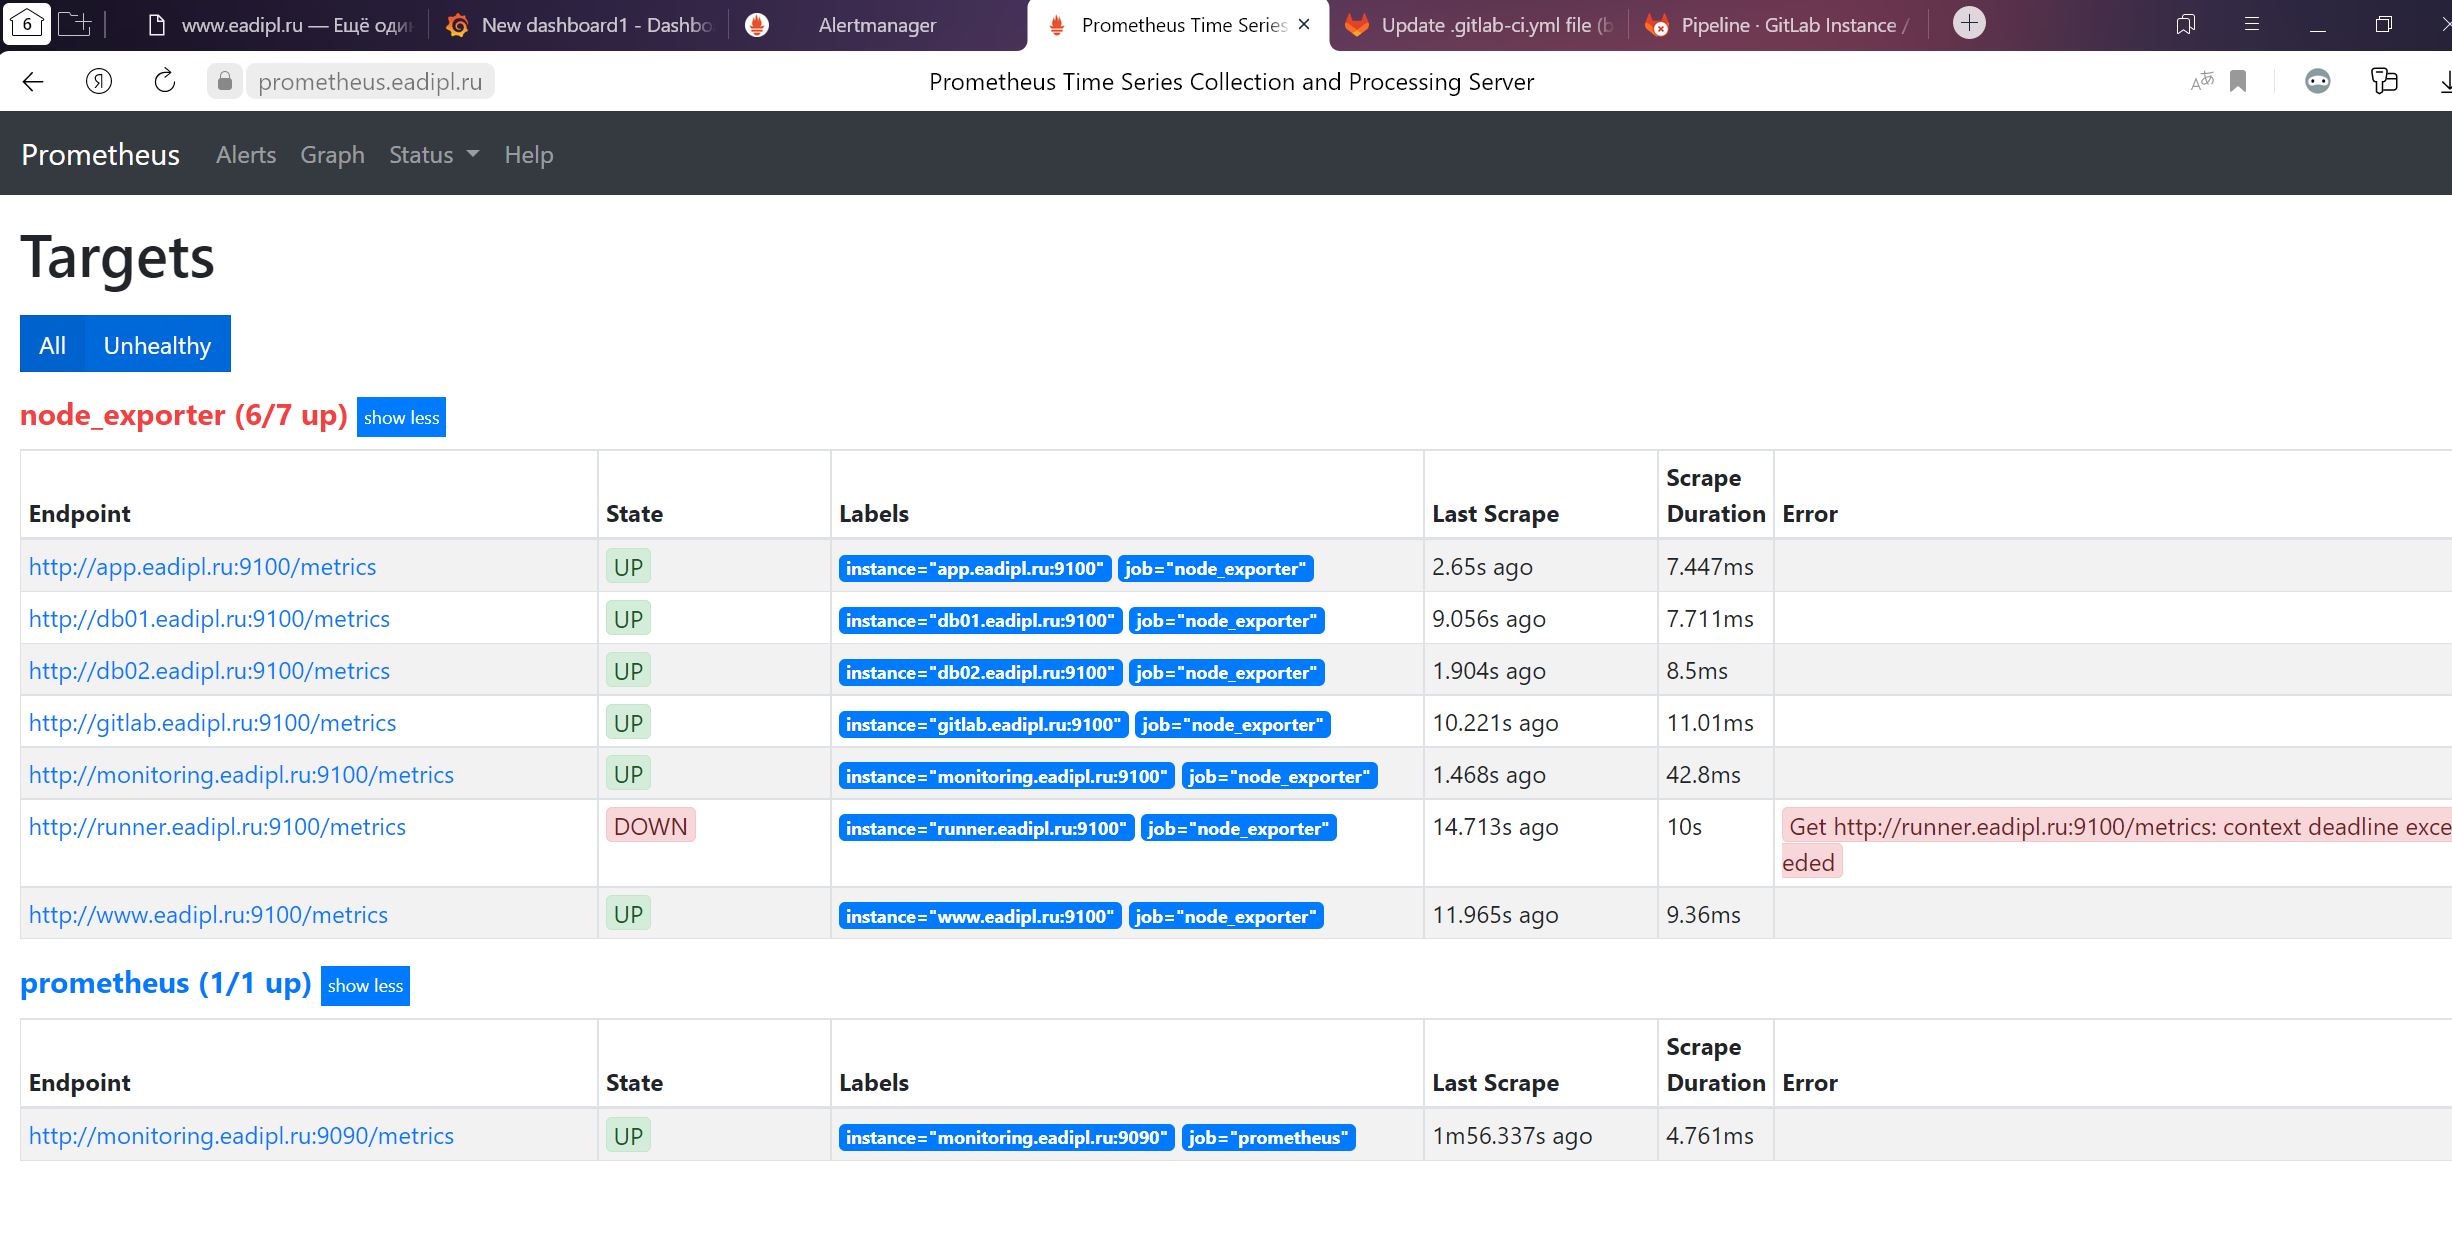 6 www.eadipl.ru — Ещё один New dashboard1 - Dashbo Alertmanager Prometheus Time Series Update .gitlab-ci.yml file (b Pipeline · GitLab Instance /
prometheus.eadipl.ru Prometheus Time Series Collection and Processing Server
Prometheus Alerts Graph Status Help
Targets
All Unhealthy
node_exporter (6/7 up) show less
Endpoint State Labels Last Scrape Scrape Duration Error
http://app.eadipl.ru:9100/metrics UP instance="app.eadipl.ru:9100" job="node_exporter" 2.65s ago 7.447ms
http://db01.eadipl.ru:9100/metrics UP instance="db01.eadipl.ru:9100" job="node_exporter" 9.056s ago 7.711ms
http://db02.eadipl.ru:9100/metrics UP instance="db02.eadipl.ru:9100" job="node_exporter" 1.904s ago 8.5ms
http://gitlab.eadipl.ru:9100/metrics UP instance="gitlab.eadipl.ru:9100" job="node_exporter" 10.221s ago 11.01ms
http://monitoring.eadipl.ru:9100/metrics UP instance="monitoring.eadipl.ru:9100" job="node_exporter" 1.468s ago 42.8ms
http://runner.eadipl.ru:9100/metrics DOWN instance="runner.eadipl.ru:9100" job="node_exporter" 14.713s ago 10s Get http://runner.eadipl.ru:9100/metrics: context deadline exce
eded
http://www.eadipl.ru:9100/metrics UP instance="www.eadipl.ru:9100" job="node_exporter" 11.965s ago 9.36ms
prometheus (1/1 up) show less
Endpoint State Labels Last Scrape Scrape Duration Error
http://monitoring.eadipl.ru:9090/metrics UP instance="monitoring.eadipl.ru:9090" job="prometheus" 1m56.337s ago 4.761ms